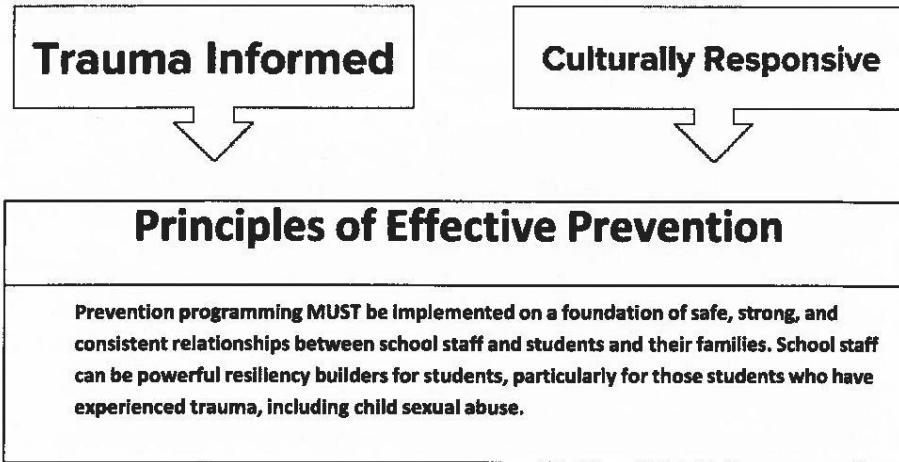 Trauma Informed
Culturally Responsive
Principles of Effective Prevention
Prevention programming MUST be implemented on a foundation of safe, strong, and
consistent relationships between school staff and students and their families. School staff
can be powerful resiliency builders for students, particularly for those students who have
experienced trauma, including child sexual abuse.